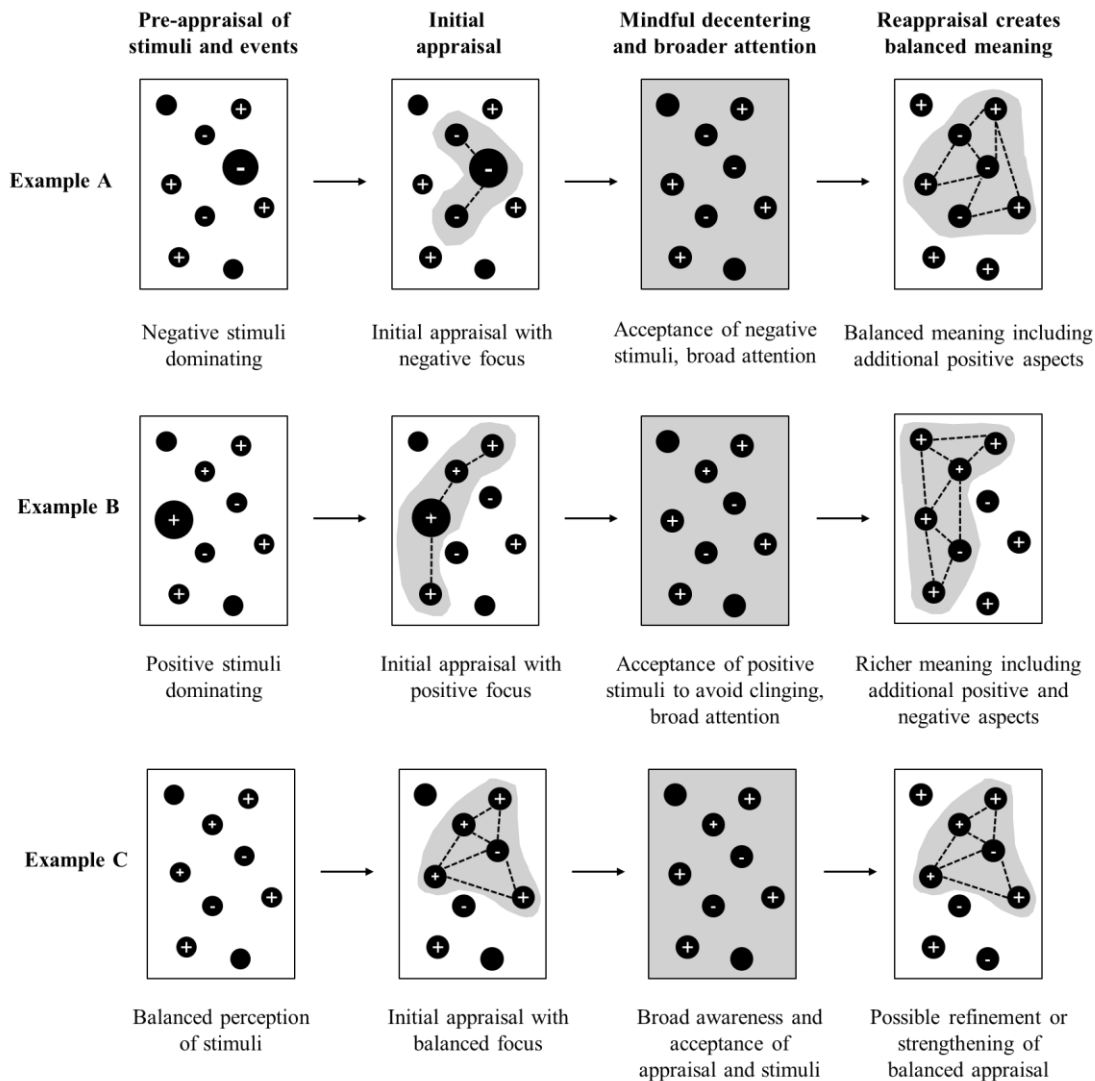 Pre-appraisal of
stimuli and events
Initial
appraisal
Mindful decentering
and broader attention
Reappraisal creates
balanced meaning
Example A
Negative stimuli
dominating
Initial appraisal with
negative focus
Acceptance of negative
stimuli, broad attention
Balanced meaning including
additional positive aspects
Example B
Positive stimuli
dominating
Initial appraisal with
positive focus
Acceptance of positive
stimuli to avoid clinging,
broad attention
Richer meaning including
additional positive and
negative aspects
Example C
Balanced perception
of stimuli
Initial appraisal with
balanced focus
Broad awareness and
acceptance of
appraisal and stimuli
Possible refinement or
strengthening of
balanced appraisal